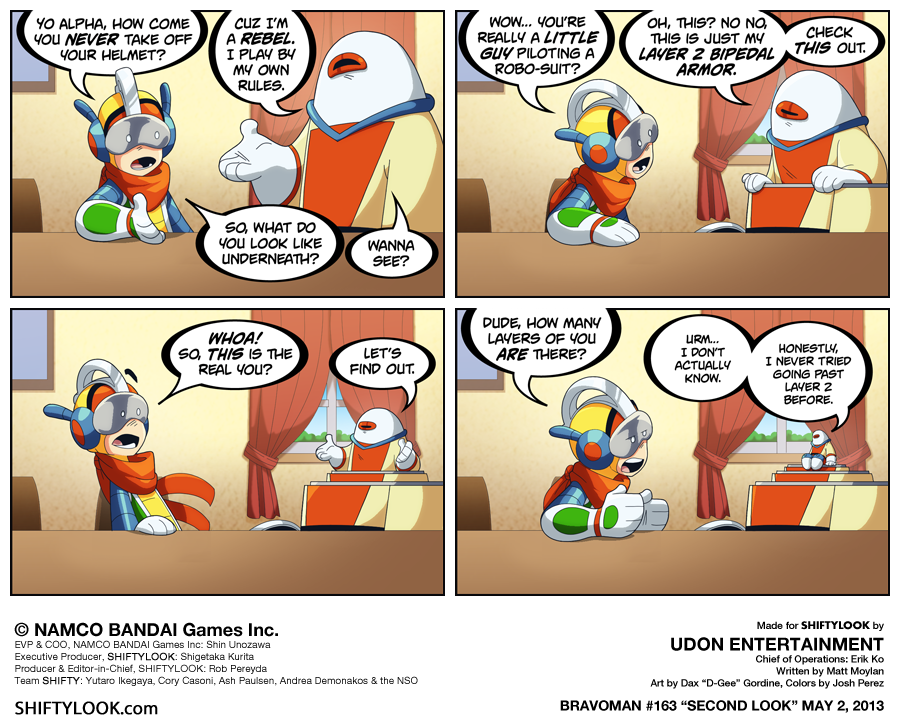 YO ALPHA, HOW COME
YOU NEVER TAKE OFF
YOUR HELMET?
CUZ I'M
A REBEL.
I PLAY BY
MY OWN
RULES.
SO, WHAT DO
YOU LOOK LIKE
UNDERNEATH?
WANNA
SEE?
WOW... YOU'RE
REALLY A LITTLE
GUY PILOTING A
ROBO-SUIT?
OH, THIS? NO NO,
THIS IS JUST MY
LAYER 2 BIPEDAL
ARMOR.
CHECK
THIS OUT.
WHOA!
SO, THIS IS THE
REAL YOU?
LET'S
FIND OUT.
DUDE, HOW MANY
LAYERS OF YOU
ARE THERE?
URM...
I DON'T
ACTUALLY
KNOW.
HONESTLY,
I NEVER TRIED
GOING PAST
LAYER 2
BEFORE.
© NAMCO BANDAI Games Inc.
EVP & COO, NAMCO BANDAI Games Inc: Shin Unozawa
Executive Producer, SHIFTYLOOK: Shigetaka Kurita
Producer & Editor-in-Chief, SHIFTYLOOK: Rob Pereyda
Team SHIFTY: Yutaro Ikegaya, Cory Casoni, Ash Paulsen, Andrea Demonakos & the NSO
SHIFTYLOOK.com
Made for SHIFTYLOOK by
UDON ENTERTAINMENT
Chief of Operations: Erik Ko
Written by Matt Moylan
Art by Dax "D-Gee" Gordine, Colors by Josh Perez
BRAVOMAN #163 "SECOND LOOK" MAY 2, 2013